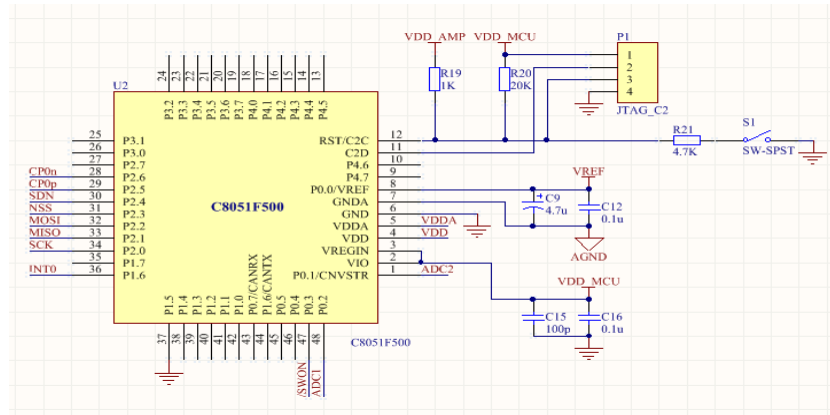 VDD_AMP
VDD_MCU
P1
1
2
3
4
JTAG_C2
R19
1K
R20
20K
U2
24
23
22
21
20
19
18
17
16
15
14
13
P3.2
P3.3
P3.4
P3.5
P3.6
P3.7
P4.0
P4.1
P4.2
P4.3
P4.4
P4.5
25
26
27
CP0n 28
CP0p 29
SDN 30
NSS 31
MOSI 32
MISO 33
SCK 34
35
INT0 36
P3.1
P3.0
P2.7
P2.6
P2.5
P2.4
P2.3
P2.2
P2.1
P2.0
P1.7
P1.6
C8051F500
RST/C2C
C2D
P4.6
P4.7
P0.0/VREF
GNDA
GND
VDDA
VDD
VREGIN
VIO
P0.1/CNVSTR
12
11
10
9
8
7
6
5 VDDA
4 VDD
3
2
1 ADC2
R21
4.7K
S1
SW-SPST
VREF
C9
+
4.7u
C12
0.1u
AGND
VDD_MCU
C15
100p
C16
0.1u
P1.5
P1.4
P1.3
P1.2
P1.1
P1.0
P0.7/CANRX
P1.6/CANTX
P0.5
P0.4
P0.3
P0.2
37
38
39
40
41
42
43
44
45
46
47
48
/SWON
ADC1
C8051F500